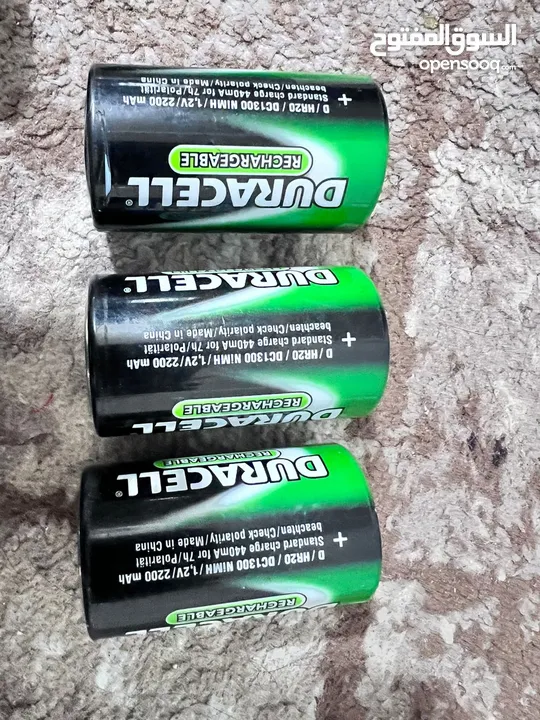 السوق المفتوح
opensooq.com
DURACELL®
RECHARGEABLE
D / HR20 / DC1300 NiMH / 1,2V / 2200 mAh
Standard charge 440mA for 7h/Polarität
beachten/Check polarity/Made in China
+
DURACELL®
D / HR20 / DC1300 NiMH / 1,2V / 2200 mAh
Standard charge 440mA for 7h/Polarität
beachten/Check polarity/Made in China
+
RECHARGEABLE
DURACELL®
RECHARGEABLE
D / HR20 / DC1300 NiMH / 1,2V / 2200 mAh
Standard charge 440mA for 7h/Polarität
beachten/Check polarity/Made in China
+
RECHARGEABLE